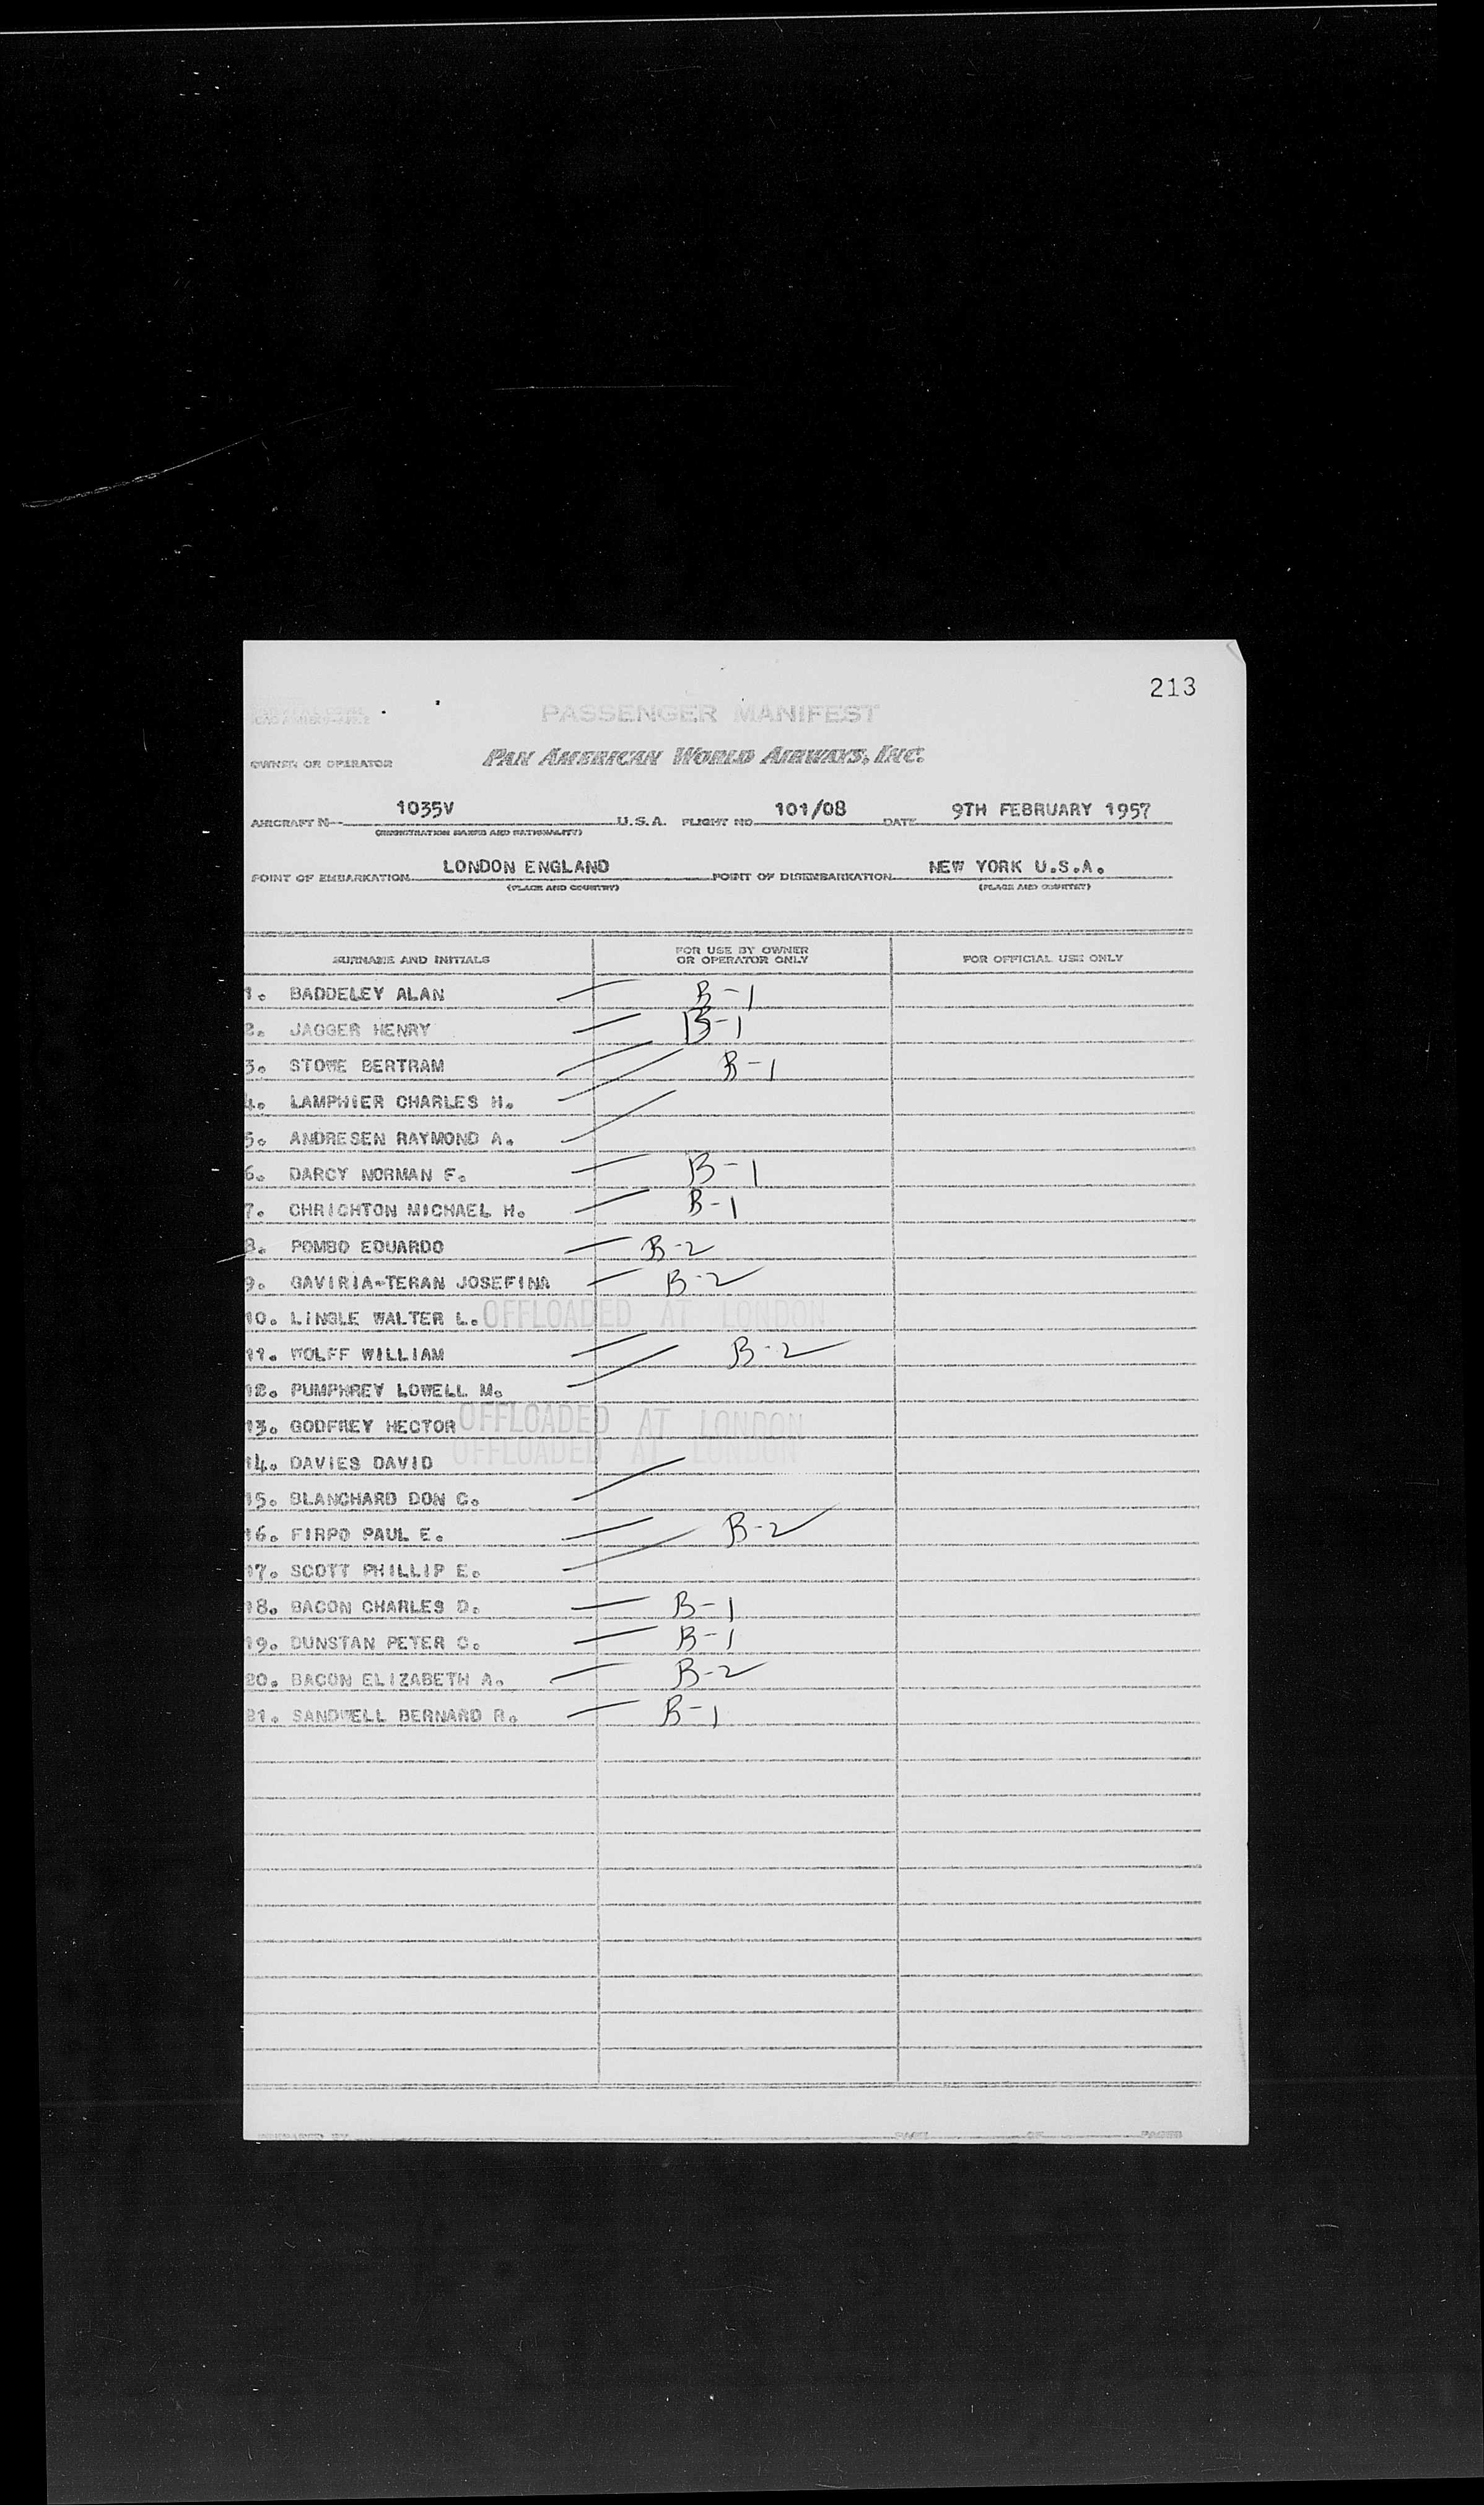 213
PASSENGER MANIFEST
OWNER OR OPERATOR PAN AMERICAN WORLD AIRWAYS, INC.
AIRCRAFT N-- 1035V U.S.A. FLIGHT NO. 101/08 DATE 9TH FEBRUARY 1957
(REGISTRATION MARKS AND NATIONALITY)
POINT OF EMBARKATION LONDON ENGLAND POINT OF DISEMBARKATION NEW YORK U.S.A.
(PLACE AND COUNTRY) (PLACE AND COUNTRY)
SURNAME AND INITIALS FOR USE BY OWNER OR OPERATOR ONLY FOR OFFICIAL USE ONLY
1. BADDELEY ALAN B-1
2. JAGGER HENRY B-1
3. STOWE BERTRAM B-1
4. LAMPHIER CHARLES H.
5. ANDRESEN RAYMOND A.
6. DARCY NORMAN F. B-1
7. CHRICHTON MICHAEL H. B-1
8. POMBO EDUARDO B-2
9. GAVIRIA-TERAN JOSEFINA B-2
10. LINGLE WALTER L. OFFLOADED AT LONDON
11. WOLFF WILLIAM B-2
12. PUMPHREY LOWELL M.
13. GODFREY HECTOR OFFLOADED AT LONDON
14. DAVIES DAVID OFFLOADED AT LONDON
15. BLANCHARD DON C.
16. FIRPO PAUL E. B-2
17. SCOTT PHILLIP E.
18. BACON CHARLES D. B-1
19. DUNSTAN PETER C. B-1
20. BACON ELIZABETH A. B-2
21. SANDWELL BERNARD R. B-1
PREPARED BY PAGE OF PAGES